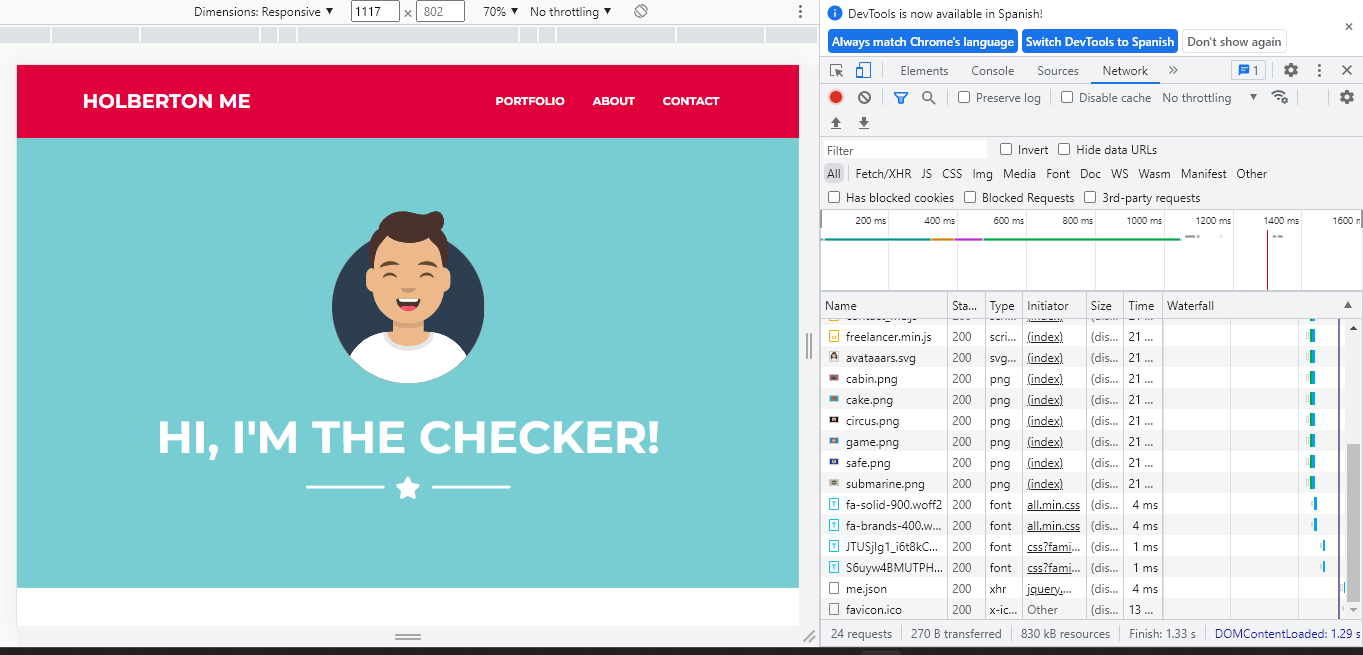 Dimensions: Responsive ▼ 1117 × 802 70% ▼ No throttling ▼
HOLBERTON ME PORTFOLIO ABOUT CONTACT
HI, I'M THE CHECKER!
DevTools is now available in Spanish!
Always match Chrome's language Switch DevTools to Spanish Don't show again
Elements Console Sources Network » 1
Preserve log Disable cache No throttling ▼
Filter Invert Hide data URLs
All Fetch/XHR JS CSS Img Media Font Doc WS Wasm Manifest Other
Has blocked cookies Blocked Requests 3rd-party requests
200 ms 400 ms 600 ms 800 ms 1000 ms 1200 ms 1400 ms 1600
Name Sta... Type Initiator Size Time Waterfall ▲
freelancer.min.js 200 scri... (index) (dis... 21 ...
avataaars.svg 200 svg... (index) (dis... 21 ...
cabin.png 200 png (index) (dis... 21 ...
cake.png 200 png (index) (dis... 21 ...
circus.png 200 png (index) (dis... 21 ...
game.png 200 png (index) (dis... 21 ...
safe.png 200 png (index) (dis... 21 ...
submarine.png 200 png (index) (dis... 21 ...
fa-solid-900.woff2 200 font all.min.css (dis... 4 ms
fa-brands-400.w... 200 font all.min.css (dis... 4 ms
JTUSjIg1_i6t8kC... 200 font css?fami... (dis... 1 ms
S6uyw4BMUTPH... 200 font css?fami... (dis... 1 ms
me.json 200 xhr jquery.... (dis... 4 ms
favicon.ico 200 x-ic... Other (dis... 13 ...
24 requests 270 B transferred 830 kB resources Finish: 1.33 s DOMContentLoaded: 1.29 s